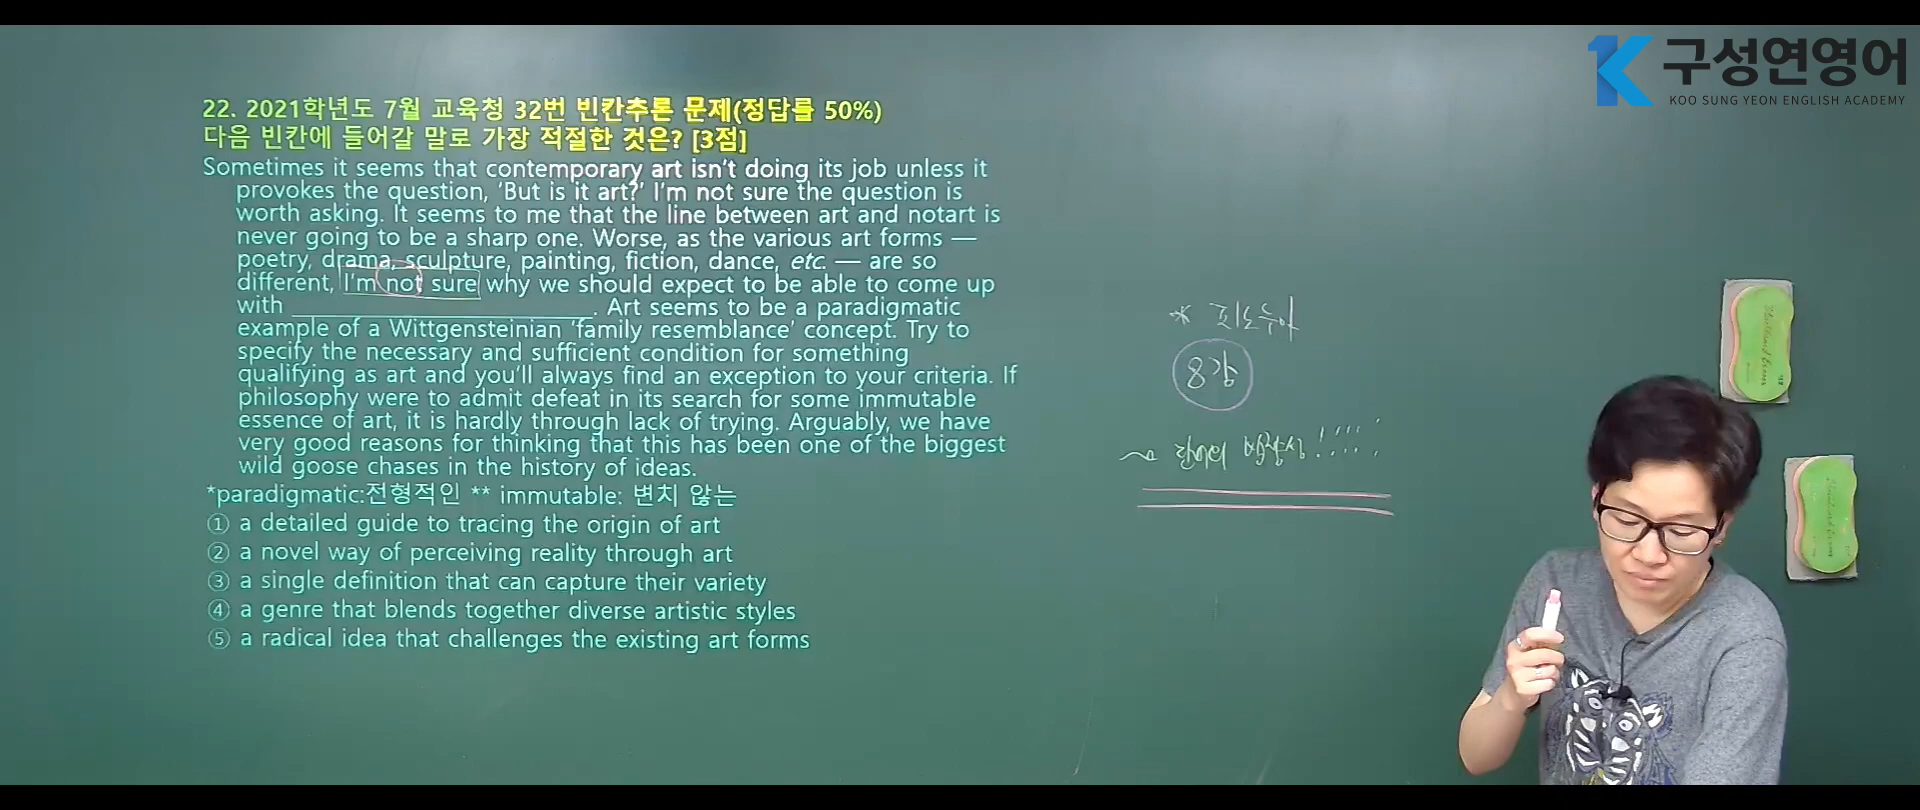 구성연영어
KOO SUNG YEON ENGLISH ACADEMY
22. 2021학년도 7월 교육청 32번 빈칸추론 문제(정답률 50%)
다음 빈칸에 들어갈 말로 가장 적절한 것은? [3점]
Sometimes it seems that contemporary art isn't doing its job unless it
provokes the question, 'But is it art?' I'm not sure the question is
worth asking. It seems to me that the line between art and notart is
never going to be a sharp one. Worse, as the various art forms —
poetry, drama, sculpture, painting, fiction, dance, etc. — are so
different, I'm not sure why we should expect to be able to come up
with ______________________. Art seems to be a paradigmatic
example of a Wittgensteinian 'family resemblance' concept. Try to
specify the necessary and sufficient condition for something
qualifying as art and you'll always find an exception to your criteria. If
philosophy were to admit defeat in its search for some immutable
essence of art, it is hardly through lack of trying. Arguably, we have
very good reasons for thinking that this has been one of the biggest
wild goose chases in the history of ideas.
*paradigmatic:전형적인 ** immutable: 변치 않는
① a detailed guide to tracing the origin of art
② a novel way of perceiving reality through art
③ a single definition that can capture their variety
④ a genre that blends together diverse artistic styles
⑤ a radical idea that challenges the existing art forms
8강